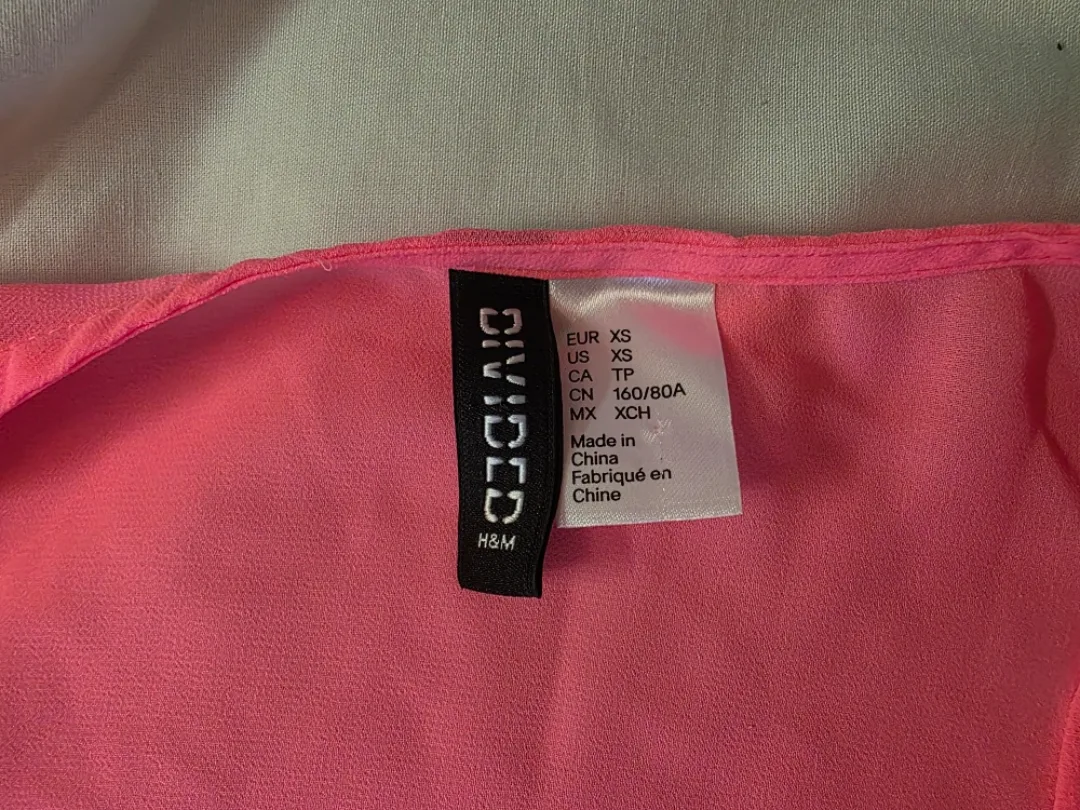 DIVIDED
H&M
EUR XS
US XS
CA TP
CN 160/80A
MX XCH
Made in
China
Fabriqué en
Chine